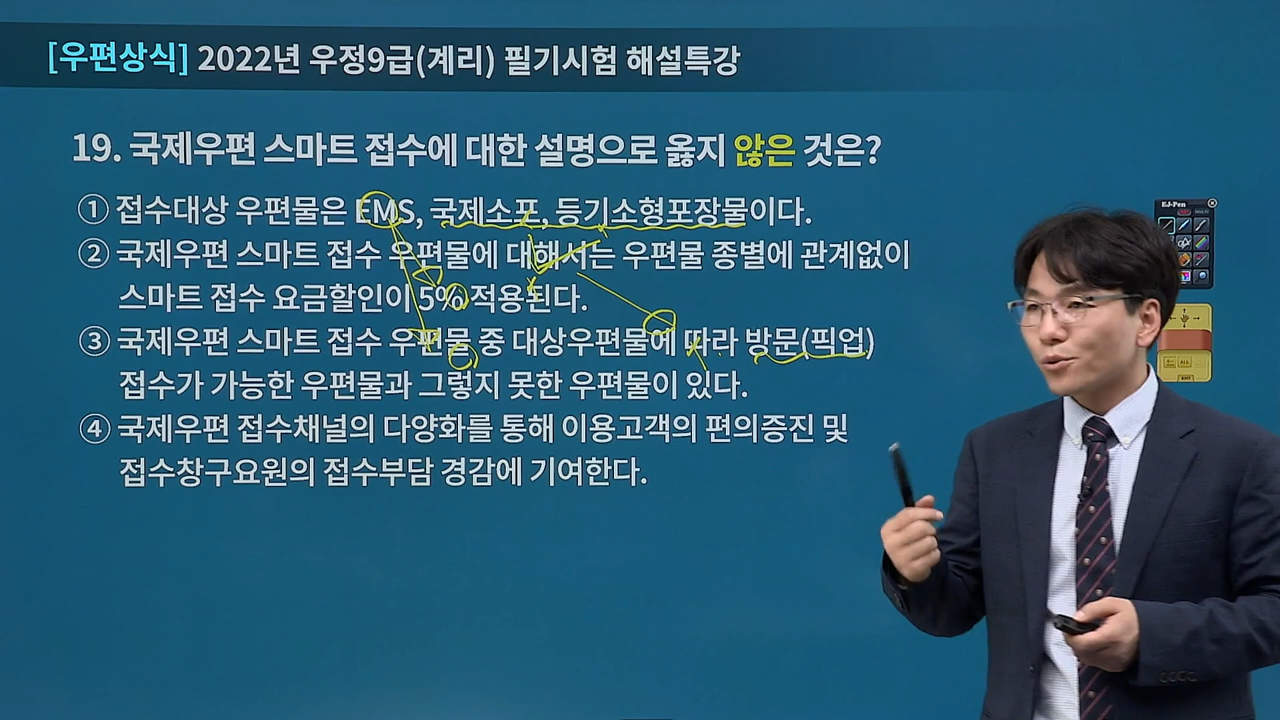 [우편상식] 2022년 우정9급(계리) 필기시험 해설특강
19. 국제우편 스마트 접수에 대한 설명으로 옳지 않은 것은?
① 접수대상 우편물은 EMS, 국제소포, 등기소형포장물이다.
② 국제우편 스마트 접수 우편물에 대해서는 우편물 종별에 관계없이
스마트 접수 요금할인이 5% 적용된다.
③ 국제우편 스마트 접수 우편물 중 대상우편물에 따라 방문(픽업)
접수가 가능한 우편물과 그렇지 못한 우편물이 있다.
④ 국제우편 접수채널의 다양화를 통해 이용고객의 편의증진 및
접수창구요원의 접수부담 경감에 기여한다.
EJ-Pen